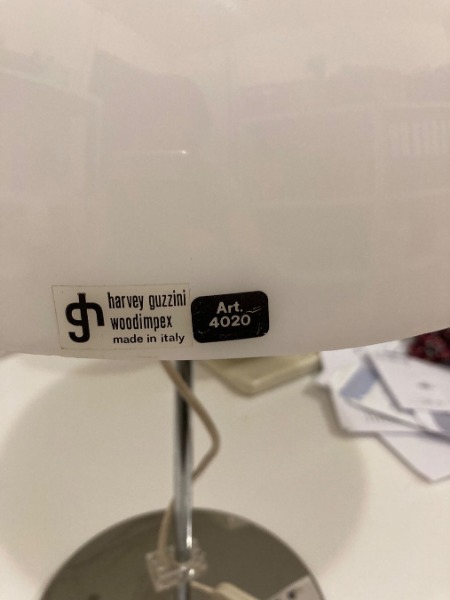 gh
harvey guzzini
woodimpex
made in italy
Art.
4020